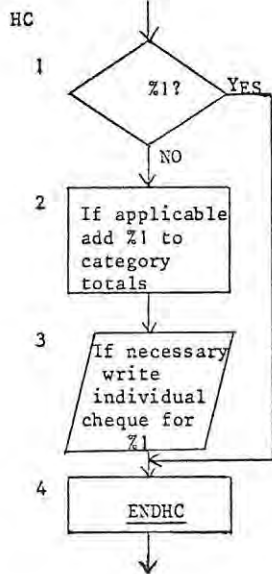 HC
1
%1?
YES
NO
2
If applicable
add %1 to
category
totals
3
If necessary
write
individual
cheque for
%1
4
ENDHC